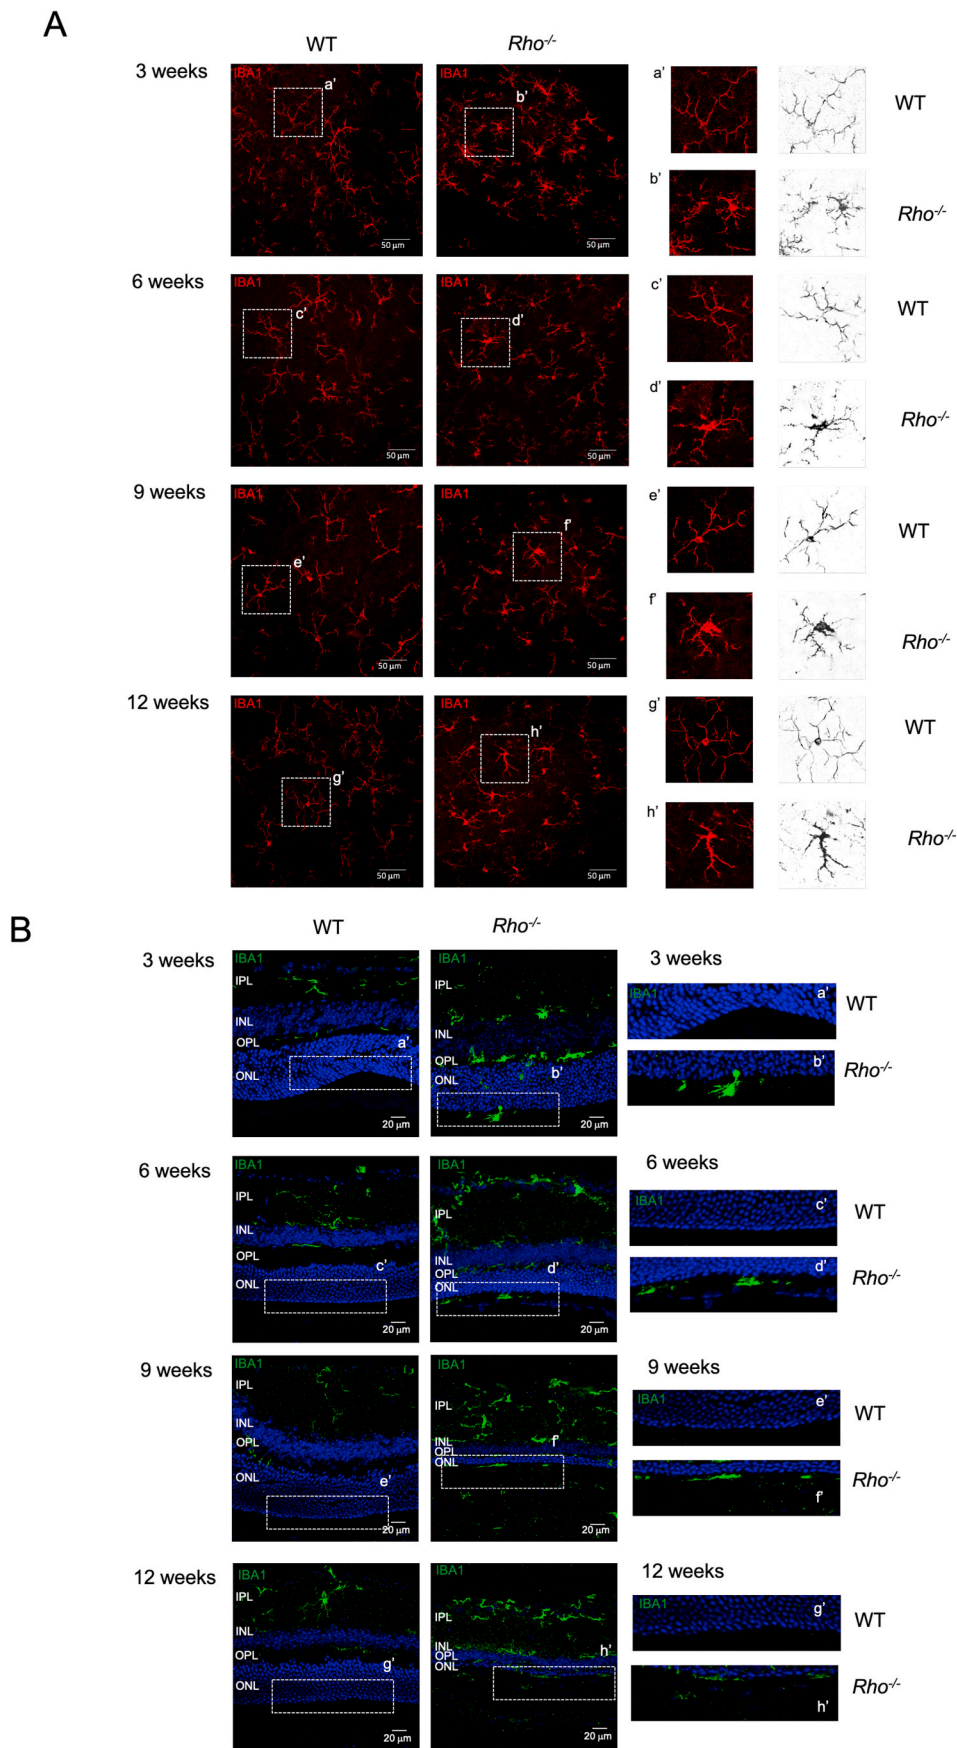 A
WT Rho-/-
3 weeks IBA1 a' IBA1 b' a' WT
50 µm 50 µm b' Rho-/-
6 weeks IBA1 c' IBA1 d' c' WT
50 µm 50 µm d' Rho-/-
9 weeks IBA1 e' IBA1 f' e' WT
50 µm 50 µm f' Rho-/-
12 weeks IBA1 g' IBA1 h' g' WT
50 µm 50 µm h' Rho-/-
B
WT Rho-/-
3 weeks IBA1 IBA1 3 weeks
IPL IPL IBA1 a' WT
INL INL
OPL a' OPL b' b' Rho-/-
ONL ONL
20 µm 20 µm
6 weeks IBA1 IBA1 6 weeks
IPL IPL IBA1 c' WT
INL INL
OPL c' OPL d' d' Rho-/-
ONL ONL
20 µm 20 µm
9 weeks IBA1 IBA1 9 weeks
IPL IPL e' WT
IBA1
INL INL f'
OPL OPL
ONL e' ONL f' Rho-/-
20 µm 20 µm
12 weeks IBA1 IBA1 12 weeks
IPL IPL IBA1 g' WT
INL INL h'
OPL g' OPL
ONL ONL h' Rho-/-
20 µm 20 µm